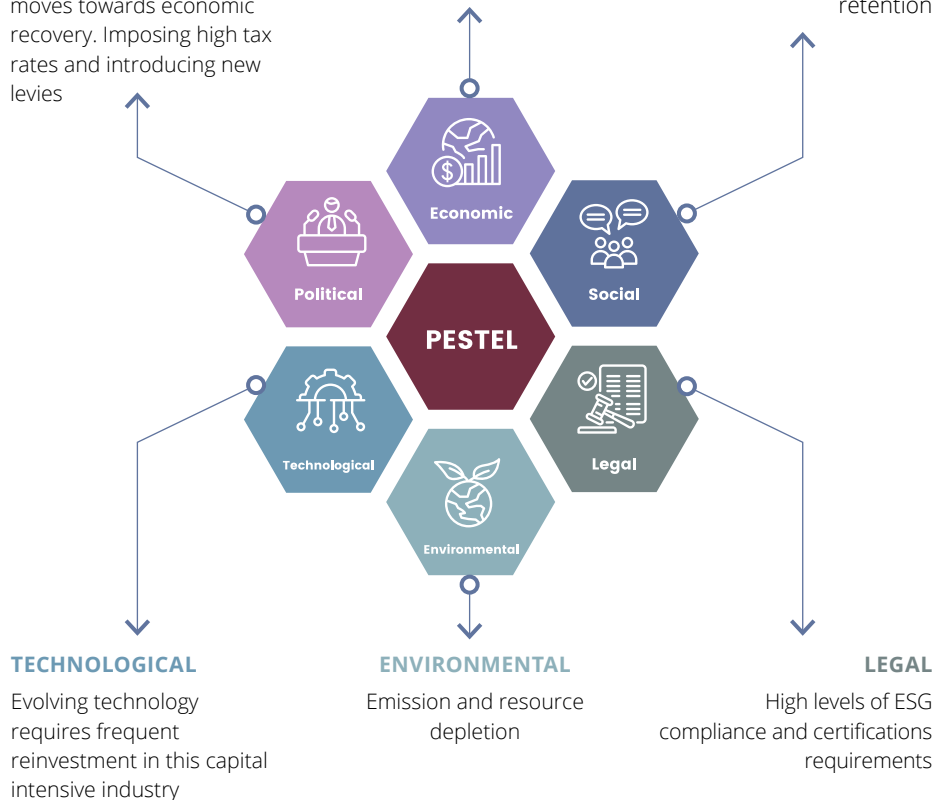 moves towards economic
recovery. Imposing high tax
rates and introducing new
levies
retention
Economic
Political
Social
PESTEL
Technological
Legal
Environmental
TECHNOLOGICAL
Evolving technology
requires frequent
reinvestment in this capital
intensive industry
ENVIRONMENTAL
Emission and resource
depletion
LEGAL
High levels of ESG
compliance and certifications
requirements